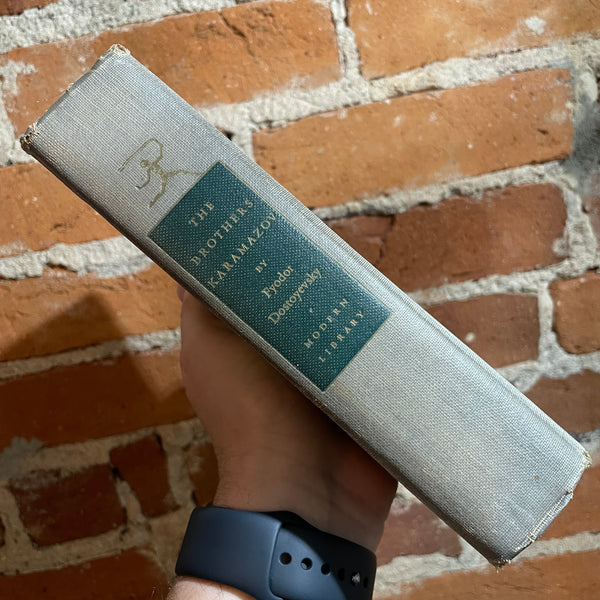 THE
BROTHERS
KARAMAZOV
BY
Fyodor
Dostoyevsky
MODERN
LIBRARY